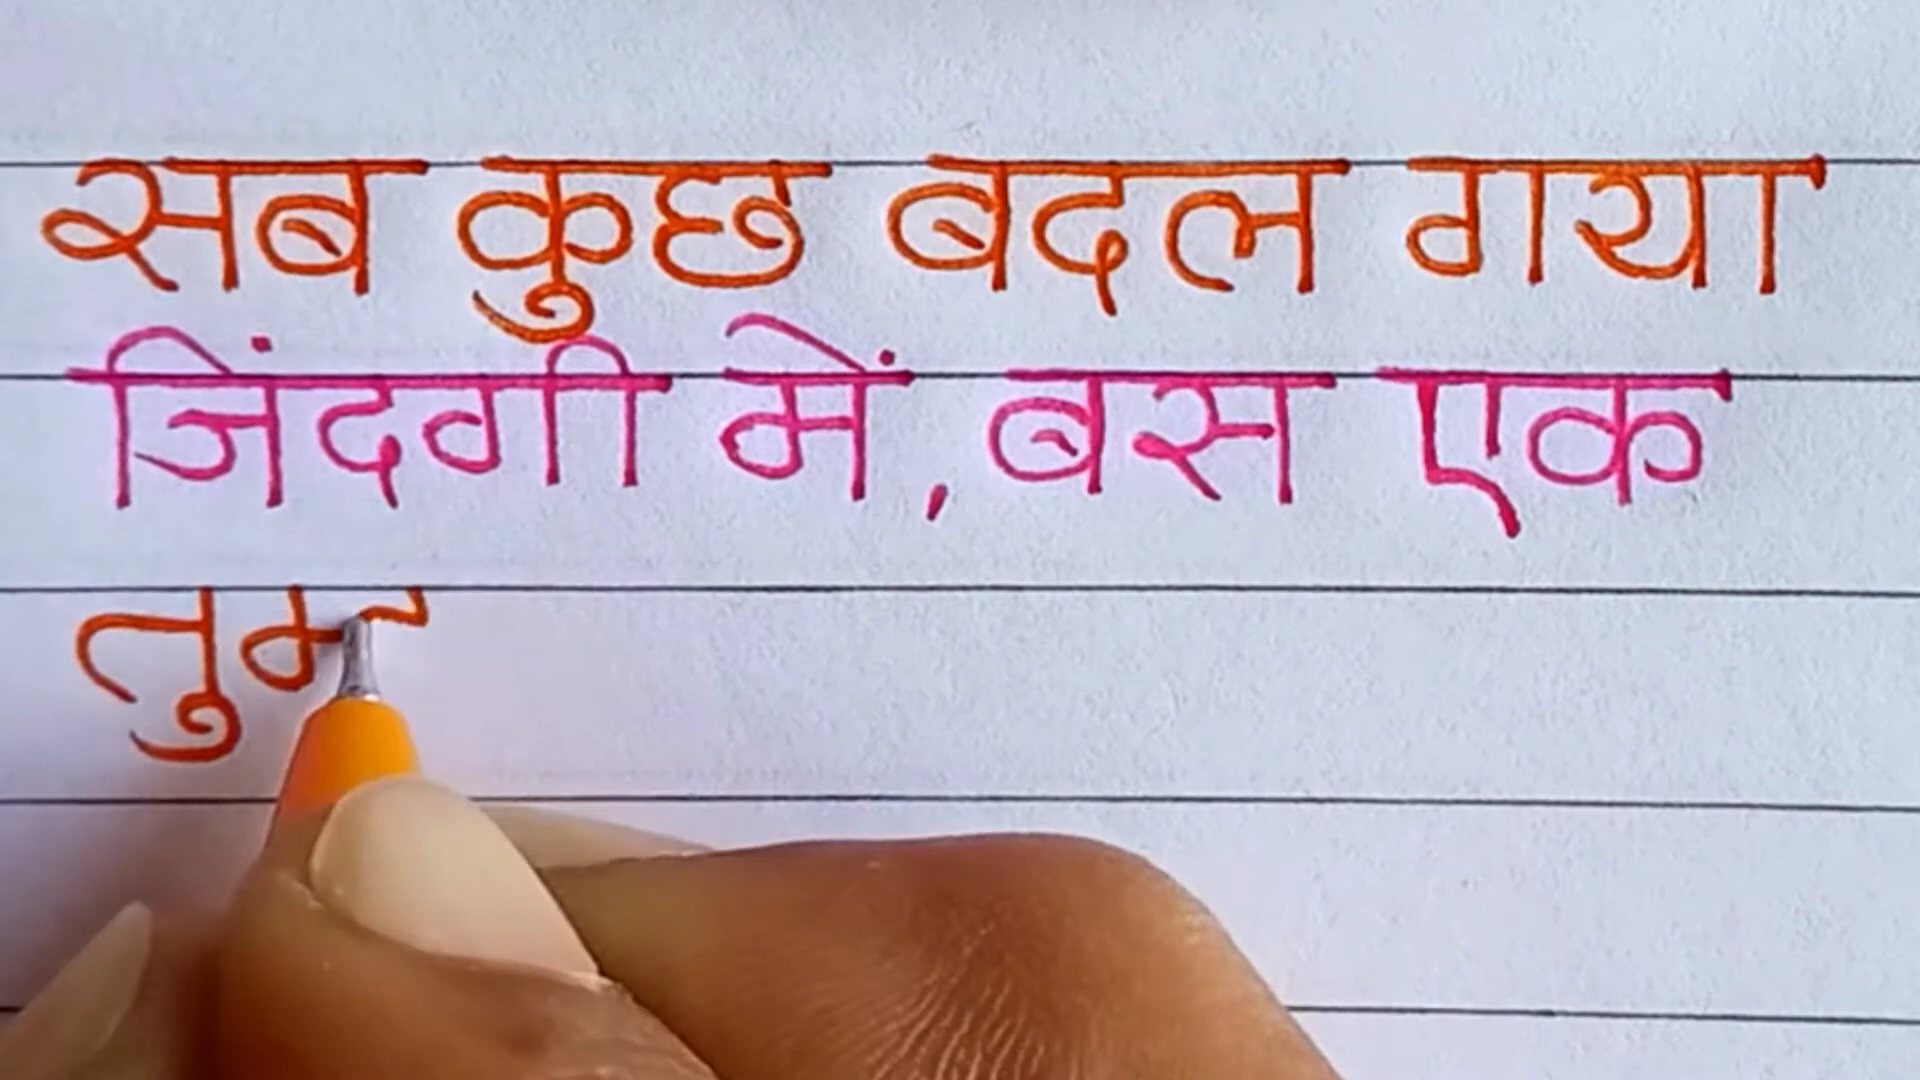 सब कुछ बदल गया
जिंदगी में, बस एक